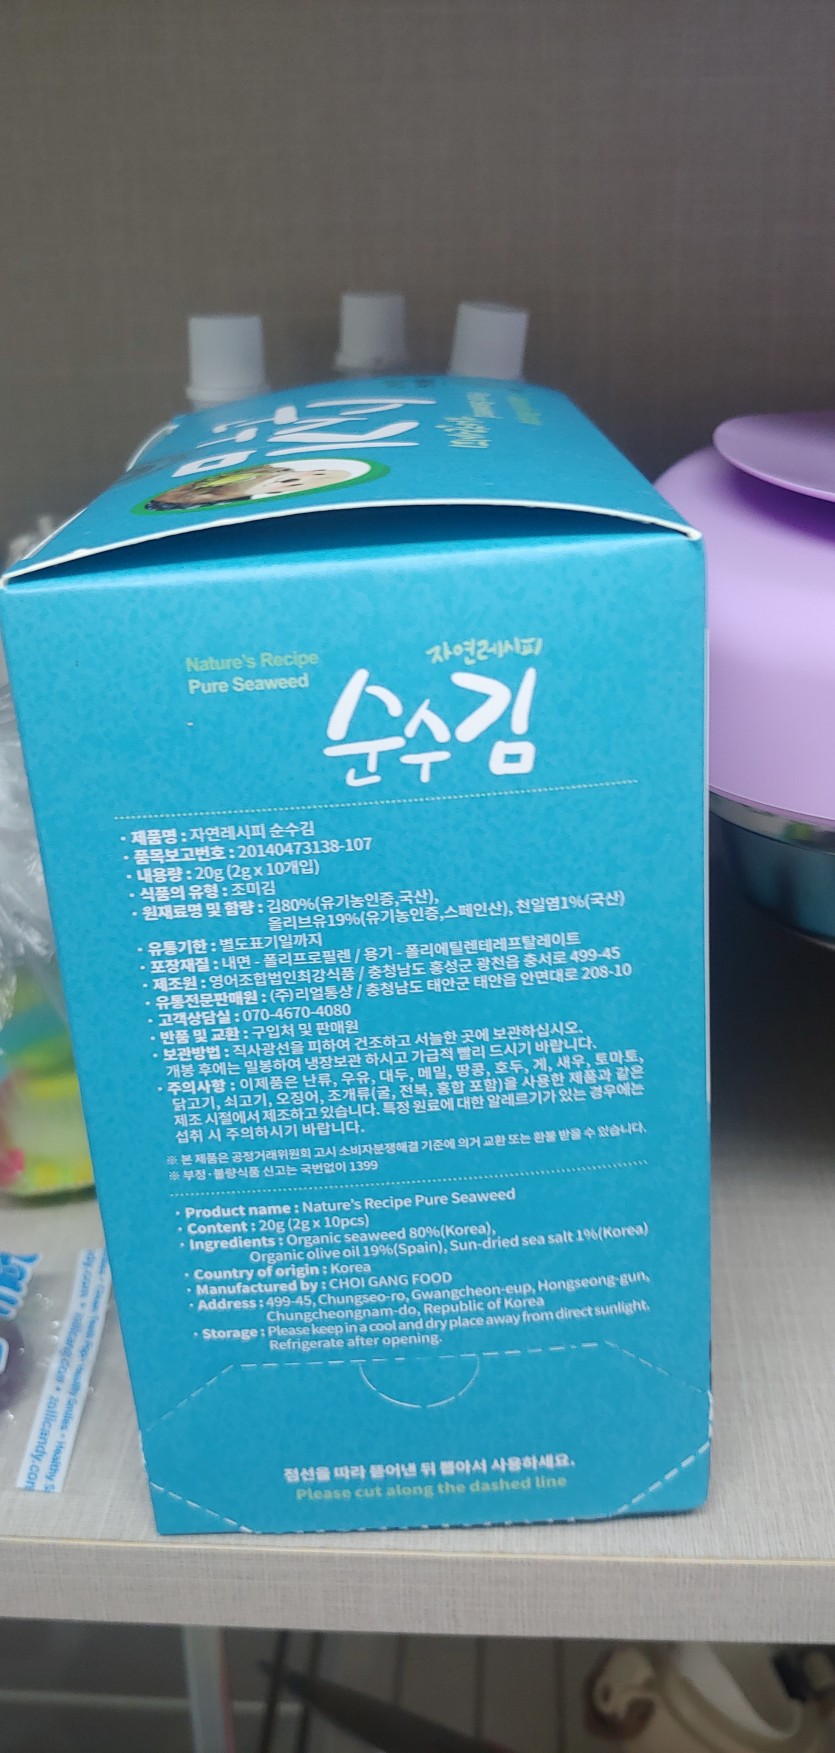 순수김
Nature's Recipe
Pure Seaweed
자연레시피
순수김
· 제품명 : 자연레시피 순수김
· 품목보고번호 : 20140473138-107
· 내용량 : 20g (2g x 10개입)
· 식품의 유형 : 조미김
· 원재료명 및 함량 : 김80%(유기농인증,국산),
올리브유19%(유기농인증,스페인산), 천일염1%(국산)
· 유통기한 : 별도표기일까지
· 포장재질 : 내면 - 폴리프로필렌 / 용기 - 폴리에틸렌테레프탈레이트
· 제조원 : 영어조합법인최강식품 / 충청남도 홍성군 광천읍 충서로 499-45
· 유통전문판매원 : (주)리얼통상 / 충청남도 태안군 태안읍 안면대로 208-10
· 고객상담실 : 070-4670-4080
· 반품 및 교환 : 구입처 및 판매원
· 보관방법 : 직사광선을 피하여 건조하고 서늘한 곳에 보관하십시오.
개봉 후에는 밀봉하여 냉장보관 하시고 가급적 빨리 드시기 바랍니다.
· 주의사항 : 이제품은 난류, 우유, 대두, 메밀, 땅콩, 호두, 게, 새우, 토마토,
닭고기, 쇠고기, 오징어, 조개류(굴, 전복, 홍합 포함)을 사용한 제품과 같은
제조 시설에서 제조하고 있습니다. 특정 원료에 대한 알레르기가 있는 경우에는
섭취 시 주의하시기 바랍니다.
※ 본 제품은 공정거래위원회 고시 소비자분쟁해결 기준에 의거 교환 또는 환불 받을 수 있습니다.
※ 부정·불량식품 신고는 국번없이 1399
· Product name : Nature's Recipe Pure Seaweed
· Content : 20g (2g x 10pcs)
· Ingredients : Organic seaweed 80%(Korea),
Organic olive oil 19%(Spain), Sun-dried sea salt 1%(Korea)
· Country of origin : Korea
· Manufactured by : CHOI GANG FOOD
· Address : 499-45, Chungseo-ro, Gwangcheon-eup, Hongseong-gun,
Chungcheongnam-do, Republic of Korea
· Storage : Please keep in a cool and dry place away from direct sunlight.
Refrigerate after opening.
점선을 따라 뜯어낸 뒤 뽑아서 사용하세요.
Please cut along the dashed line
zollicandy.com